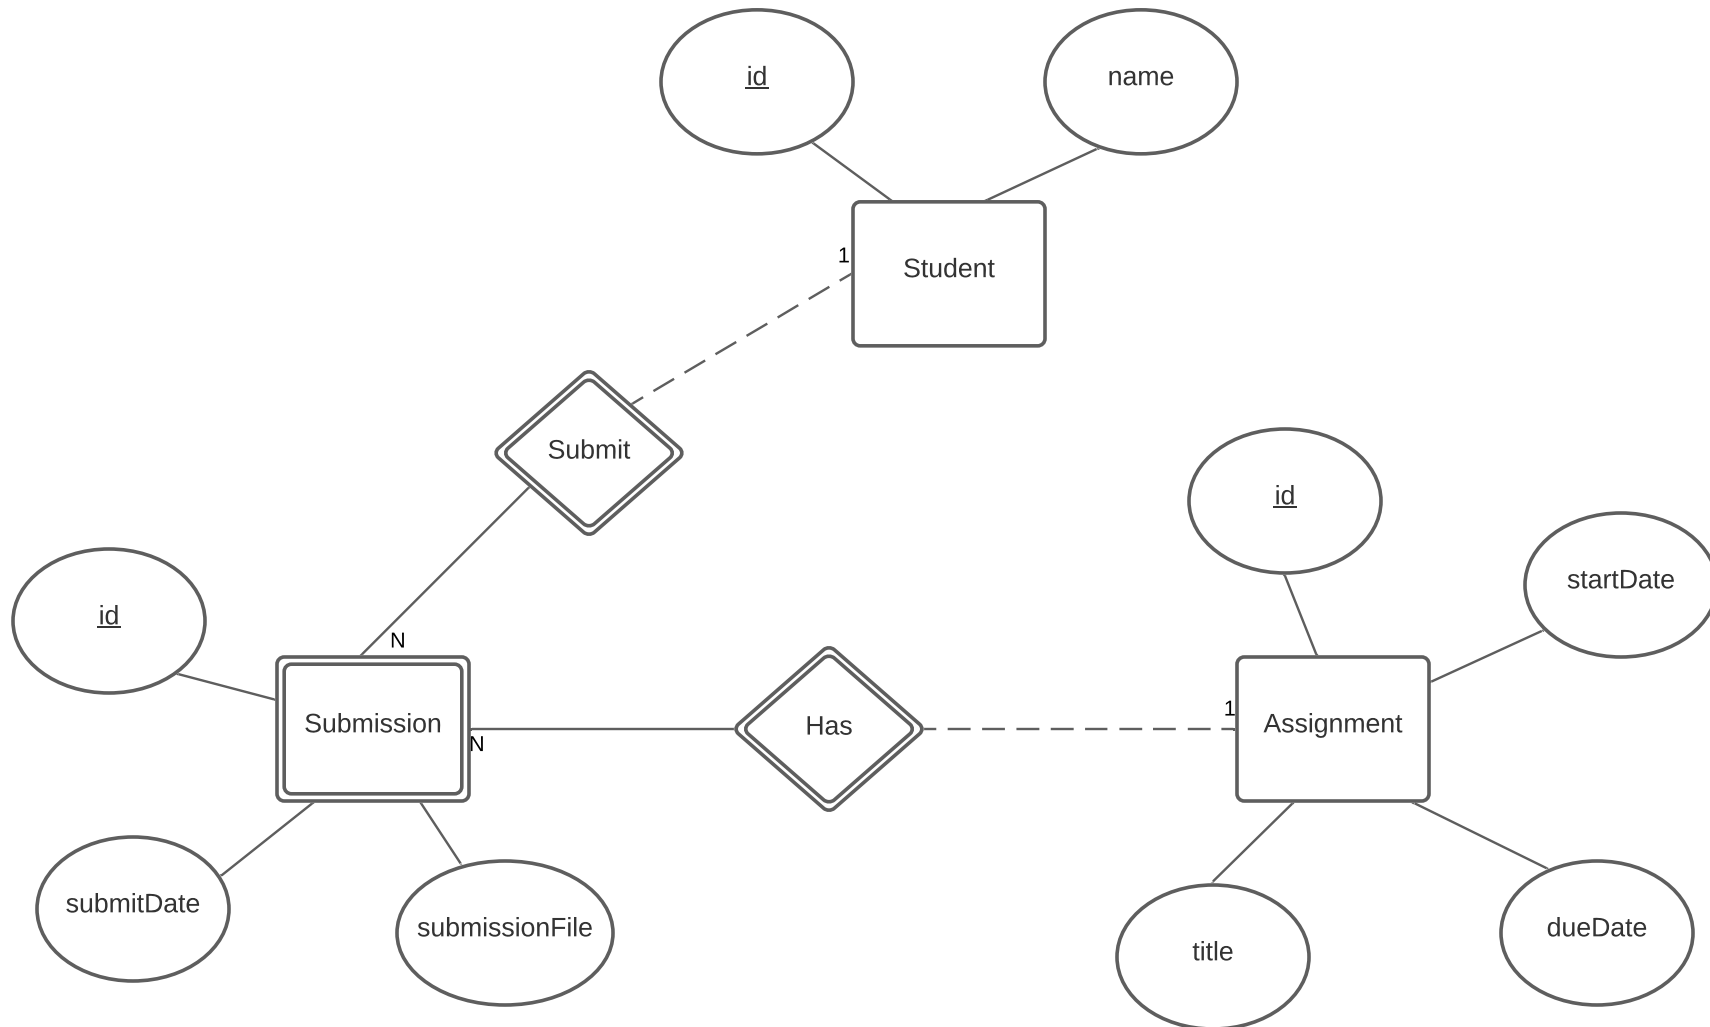 id
name
1
Student
Submit
id
startDate
id
N
1
Submission
Has
Assignment
N
submitDate
submissionFile
title
dueDate